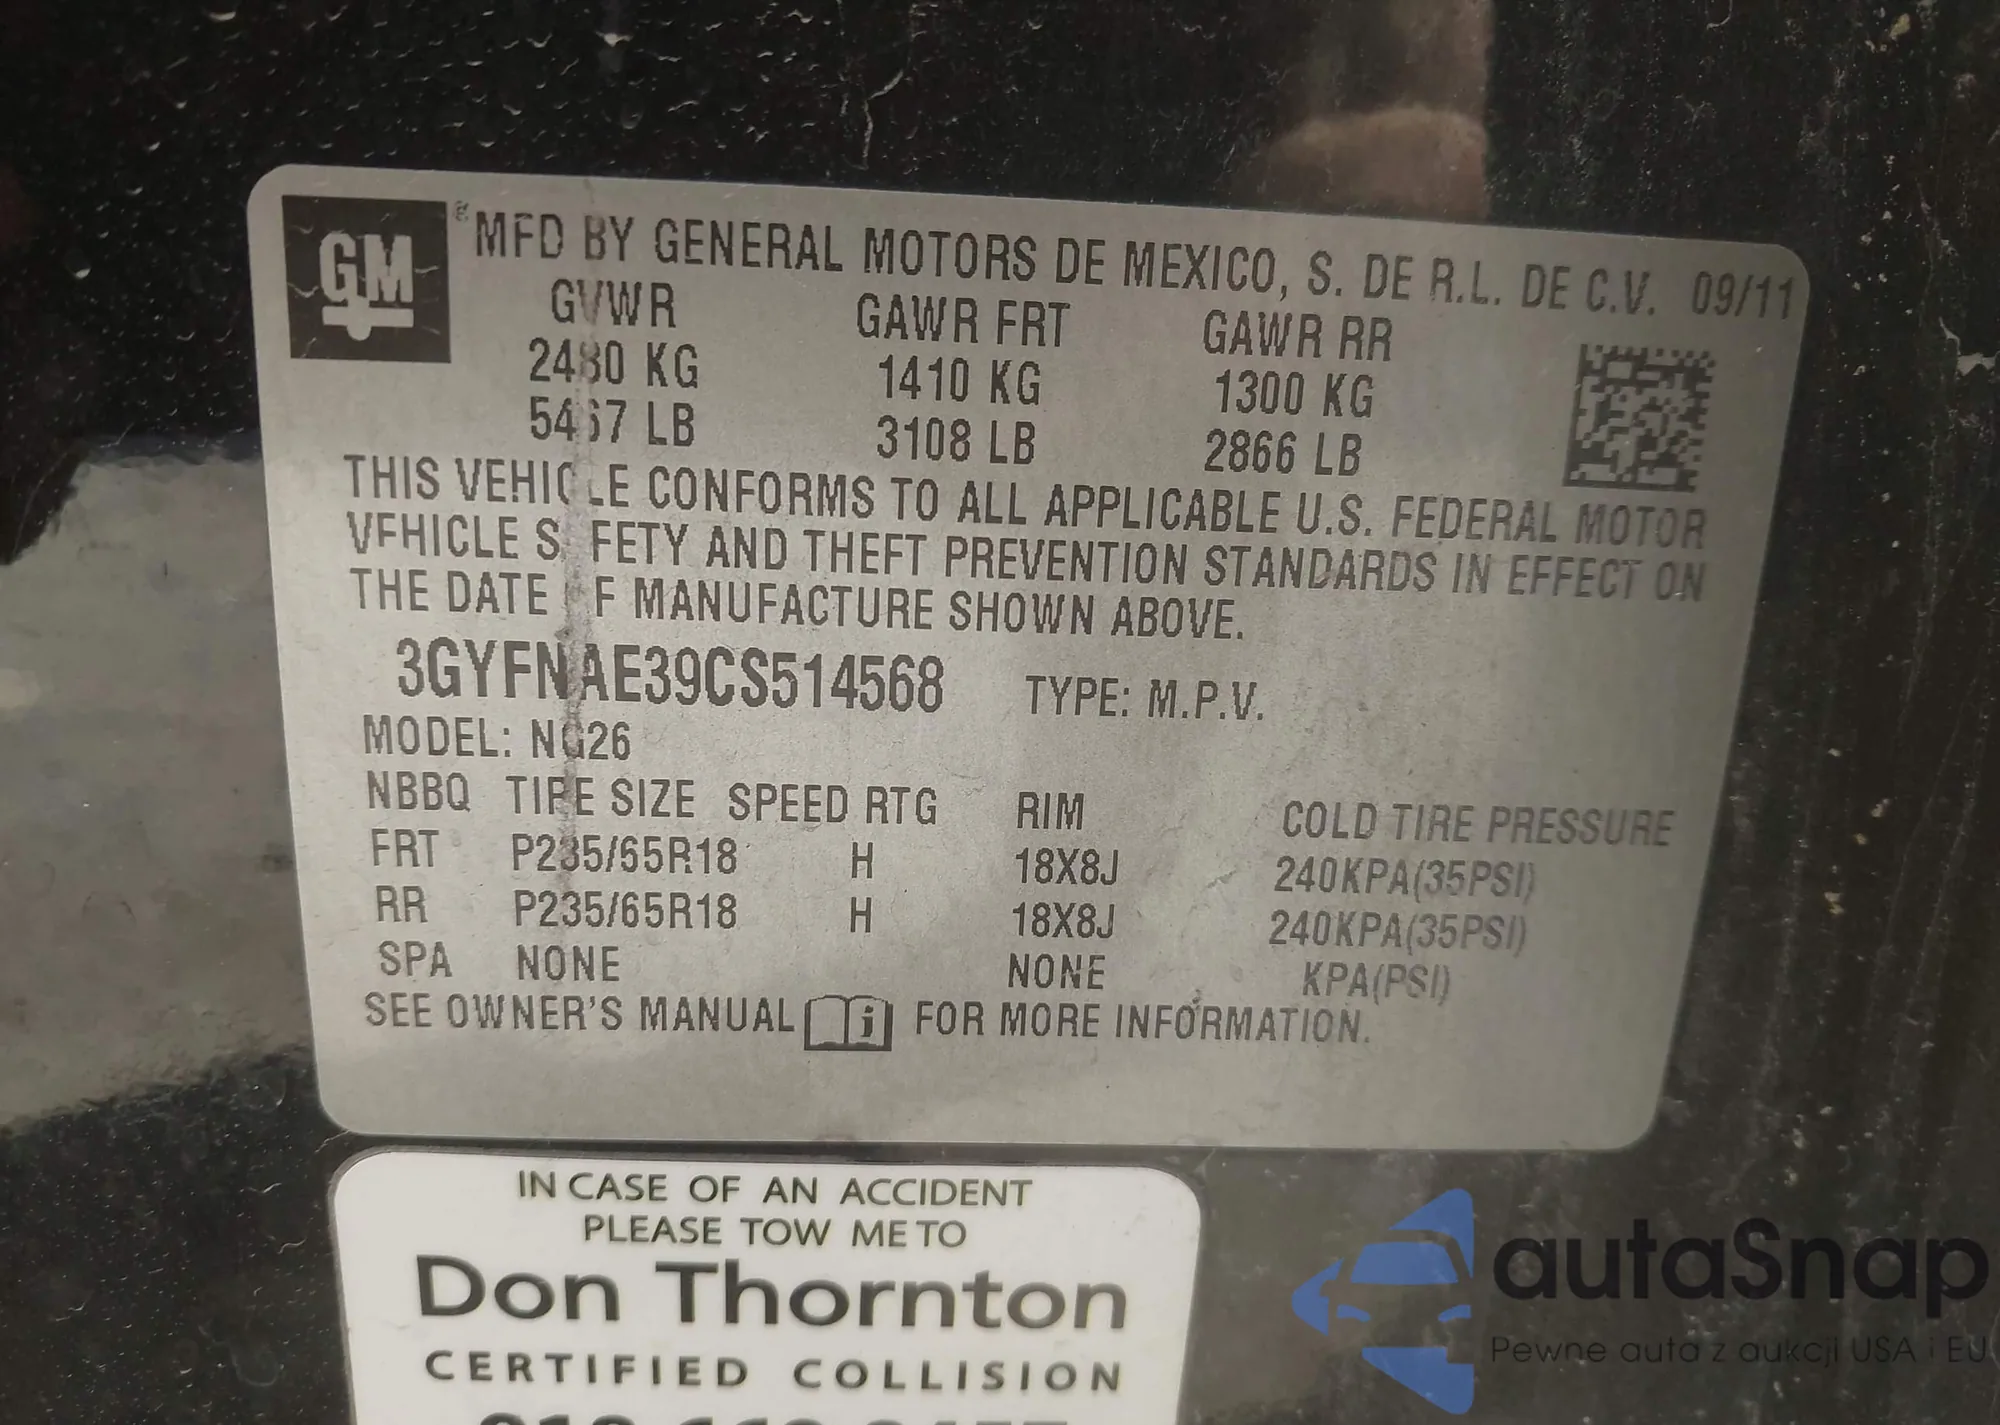 GM
® MFD BY GENERAL MOTORS DE MEXICO, S. DE R.L. DE C.V. 09/11
GVWR GAWR FRT GAWR RR
2480 KG 1410 KG 1300 KG
5467 LB 3108 LB 2866 LB
THIS VEHICLE CONFORMS TO ALL APPLICABLE U.S. FEDERAL MOTOR
VEHICLE SAFETY AND THEFT PREVENTION STANDARDS IN EFFECT ON
THE DATE OF MANUFACTURE SHOWN ABOVE.
3GYFNAE39CS514568 TYPE: M.P.V.
MODEL: NG26
NBBQ TIRE SIZE SPEED RTG RIM COLD TIRE PRESSURE
FRT P235/65R18 H 18X8J 240KPA(35PSI)
RR P235/65R18 H 18X8J 240KPA(35PSI)
SPA NONE NONE KPA(PSI)
SEE OWNER'S MANUAL i FOR MORE INFORMATION.
IN CASE OF AN ACCIDENT
PLEASE TOW ME TO
Don Thornton
CERTIFIED COLLISION
autaSnap
Pewne auta z aukcji USA i EU